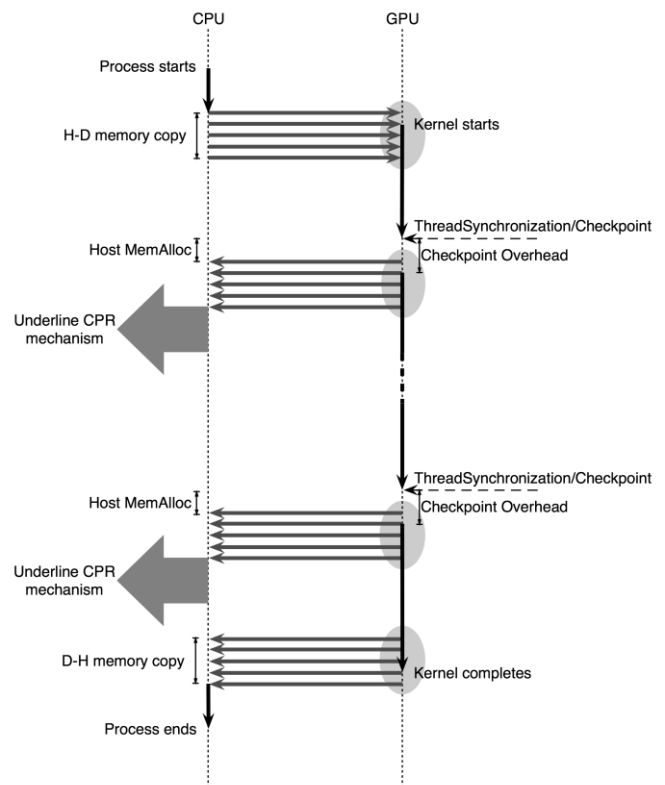 CPU
GPU
Process starts
H-D memory copy
Kernel starts
ThreadSynchronization/Checkpoint
Host MemAlloc
Checkpoint Overhead
Underline CPR
mechanism
ThreadSynchronization/Checkpoint
Host MemAlloc
Checkpoint Overhead
Underline CPR
mechanism
D-H memory copy
Kernel completes
Process ends